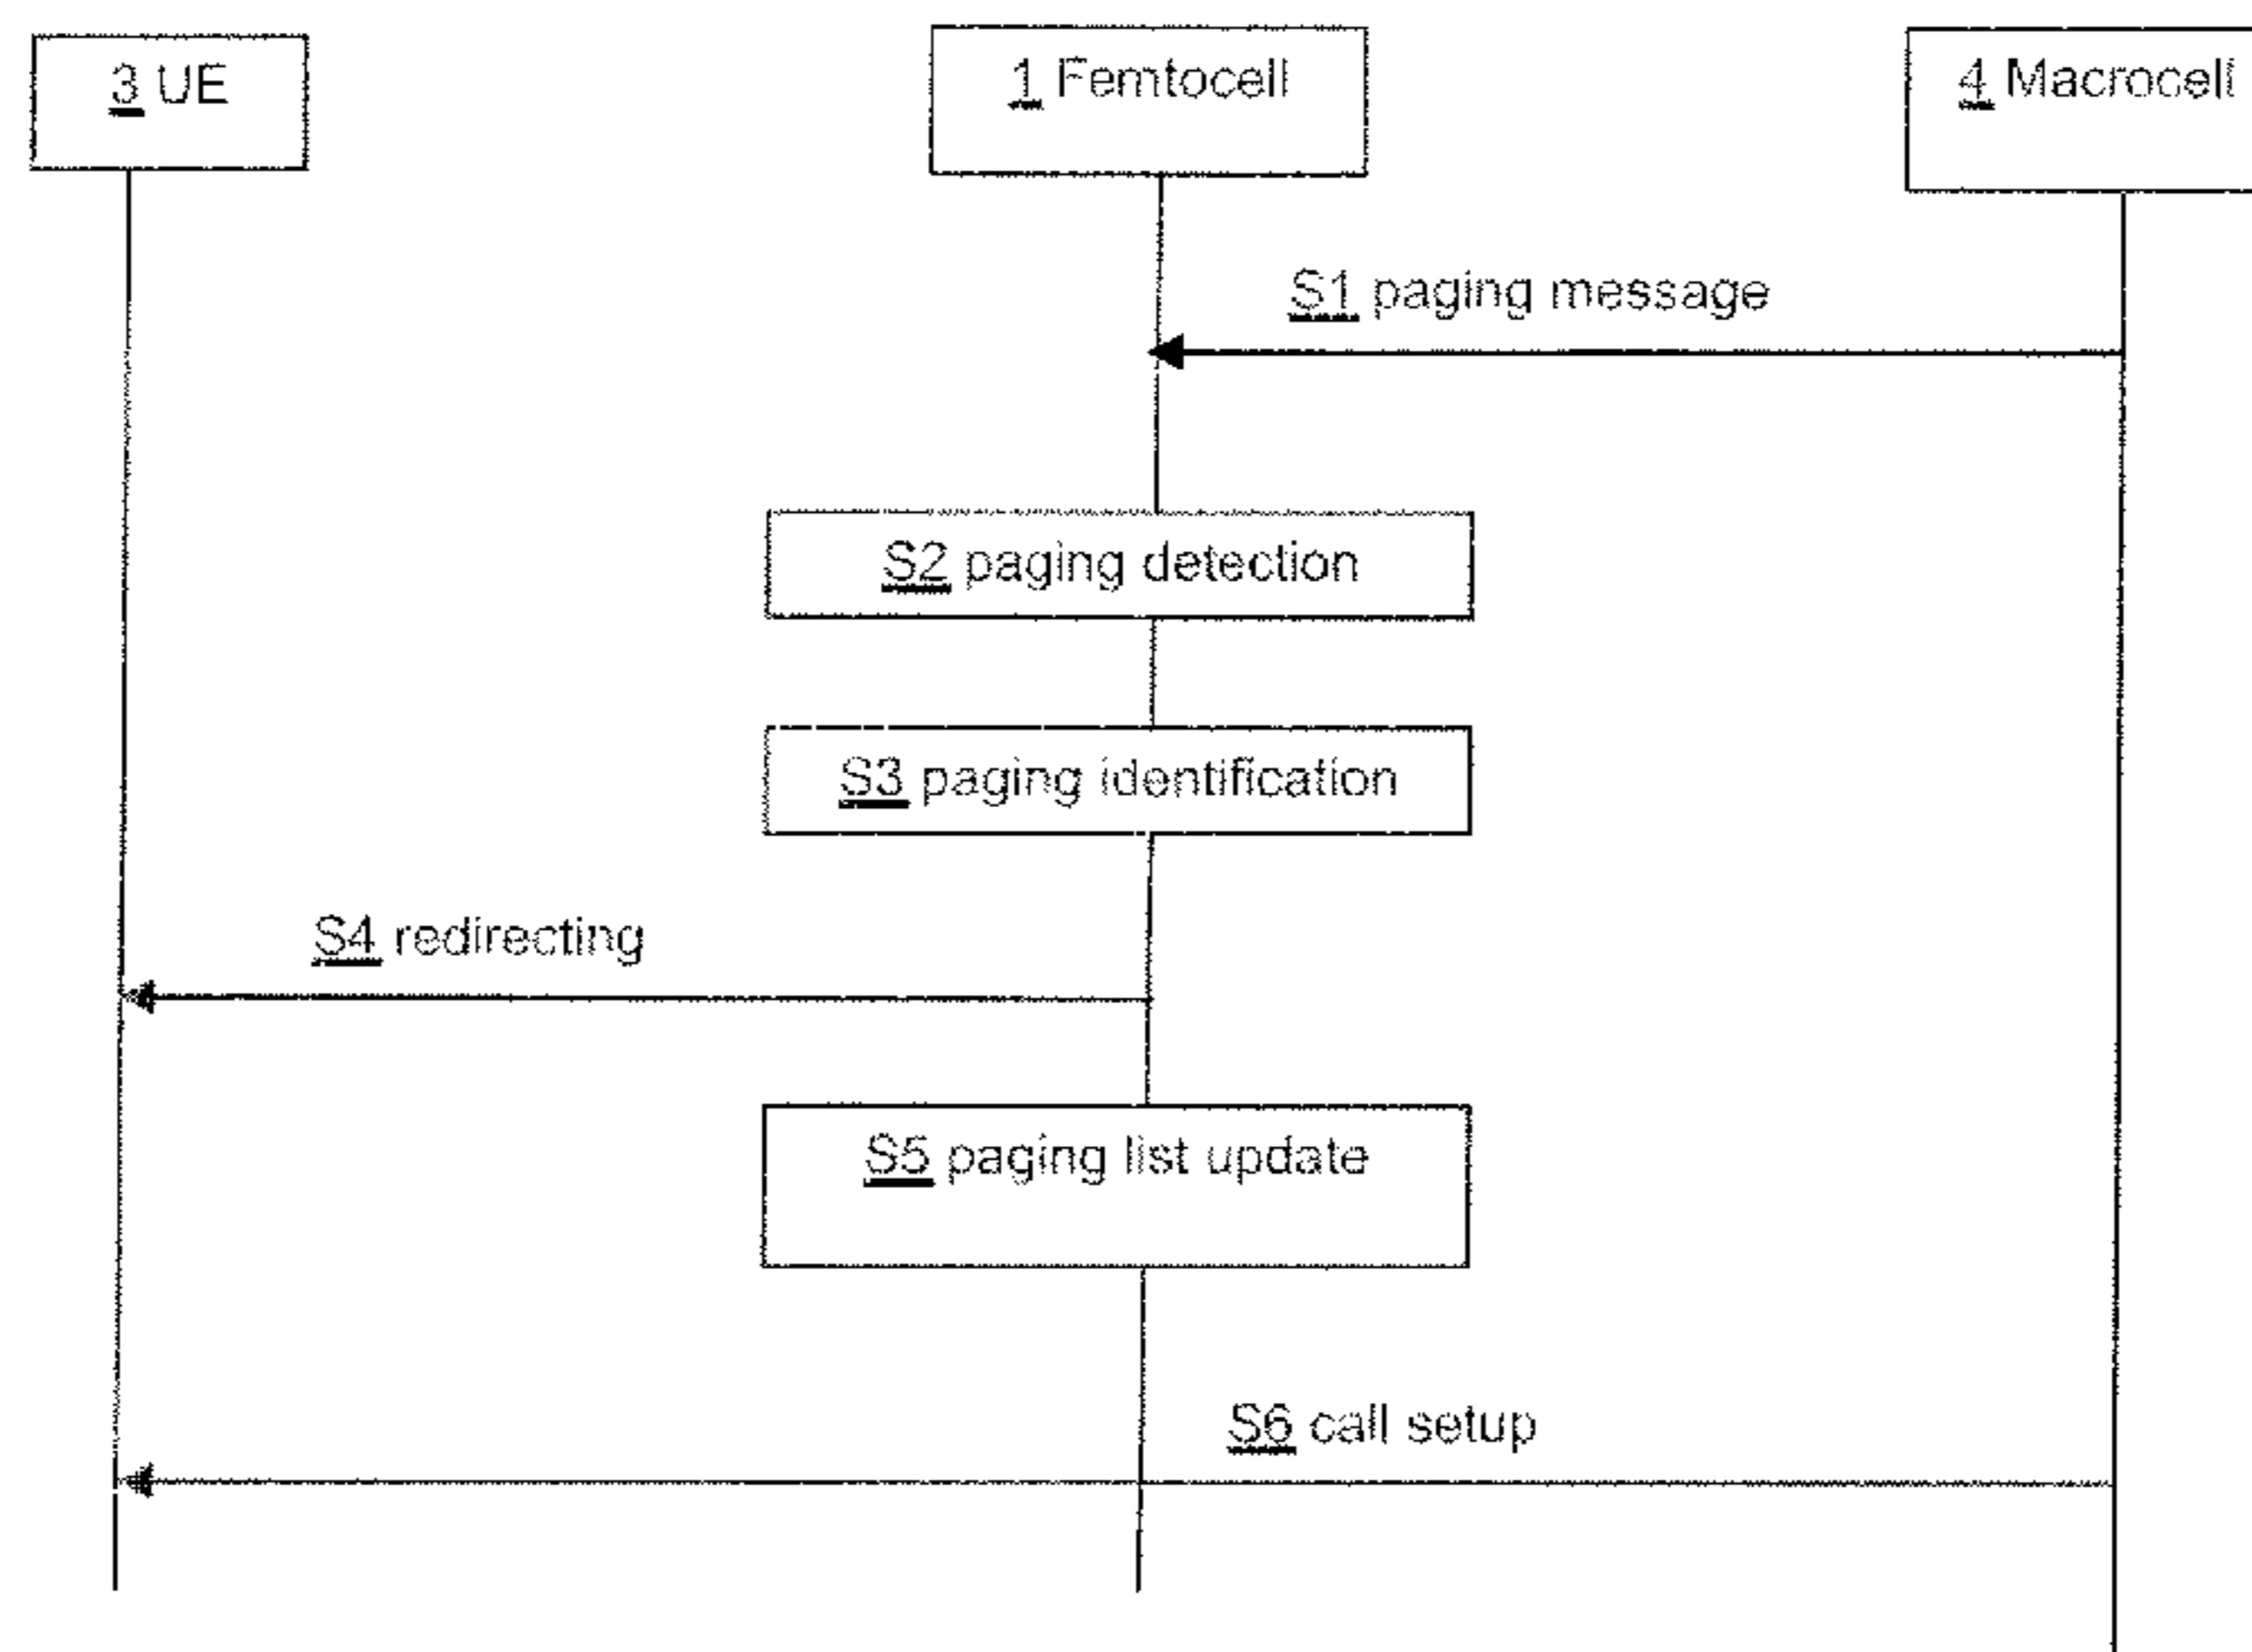 3 UE
1 Femtocell
4 Macrocell
S1 paging message
S2 paging detection
S3 paging identification
S4 redirecting
S5 paging list update
S6 call setup